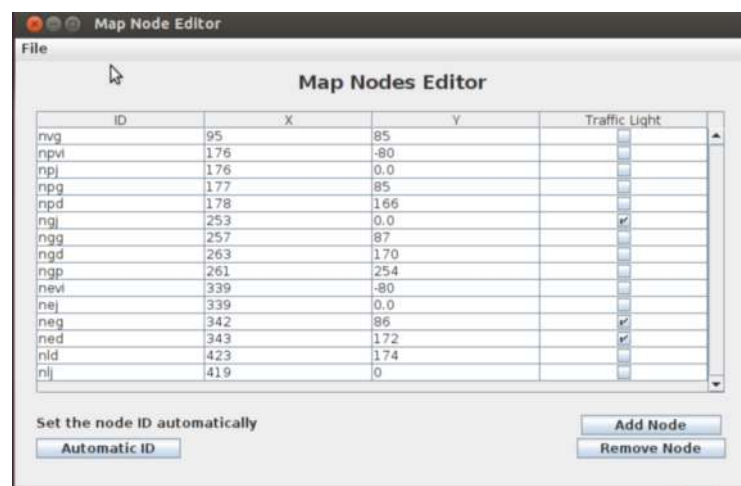 Map Node Editor
File
Map Nodes Editor
ID X Y Traffic Light
nvg 95 85
npvi 176 -80
npj 176 0.0
npg 177 85
npd 178 166
ngj 253 0.0
ngg 257 87
ngd 263 170
ngp 261 254
nevi 339 -80
nej 339 0.0
neg 342 86
ned 343 172
nld 423 174
nlj 419 0
Set the node ID automatically
Add Node
Automatic ID Remove Node